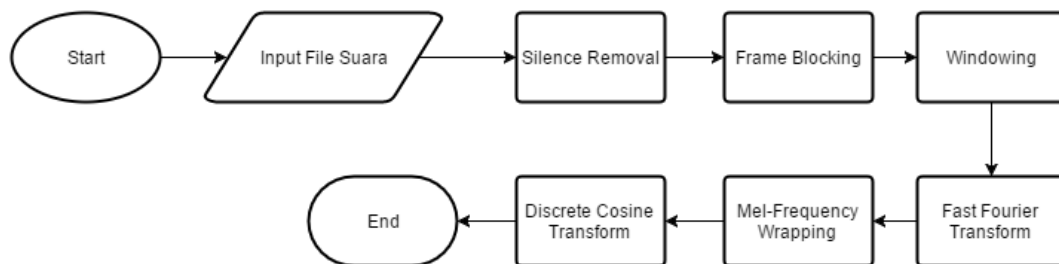 Start
Input File Suara
Silence Removal
Frame Blocking
Windowing
Fast Fourier
Transform
Mel-Frequency
Wrapping
Discrete Cosine
Transform
End